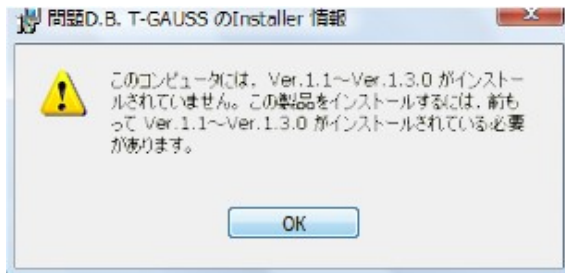 問題D.B. T-GAUSS のInstaller 情報
このコンピュータには、Ver.1.1～Ver.1.3.0 がインストー
ルされていません。この製品をインストールするには、前も
って Ver.1.1～Ver.1.3.0 がインストールされている必要
があります。
OK